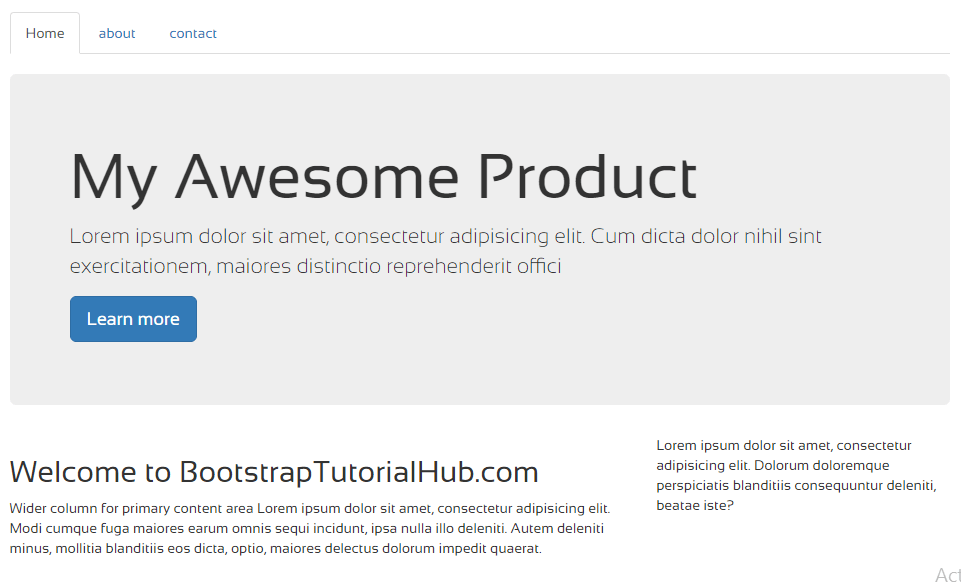 Home about contact
My Awesome Product
Lorem ipsum dolor sit amet, consectetur adipisicing elit. Cum dicta dolor nihil sint
exercitationem, maiores distinctio reprehenderit offici
Learn more
Welcome to BootstrapTutorialHub.com
Wider column for primary content area Lorem ipsum dolor sit amet, consectetur adipisicing elit.
Modi cumque fuga maiores earum omnis sequi incidunt, ipsa nulla illo deleniti. Autem deleniti
minus, mollitia blanditiis eos dicta, optio, maiores delectus dolorum impedit quaerat.
Lorem ipsum dolor sit amet, consectetur
adipisicing elit. Dolorum doloremque
perspiciatis blanditiis consequuntur deleniti,
beatae iste?